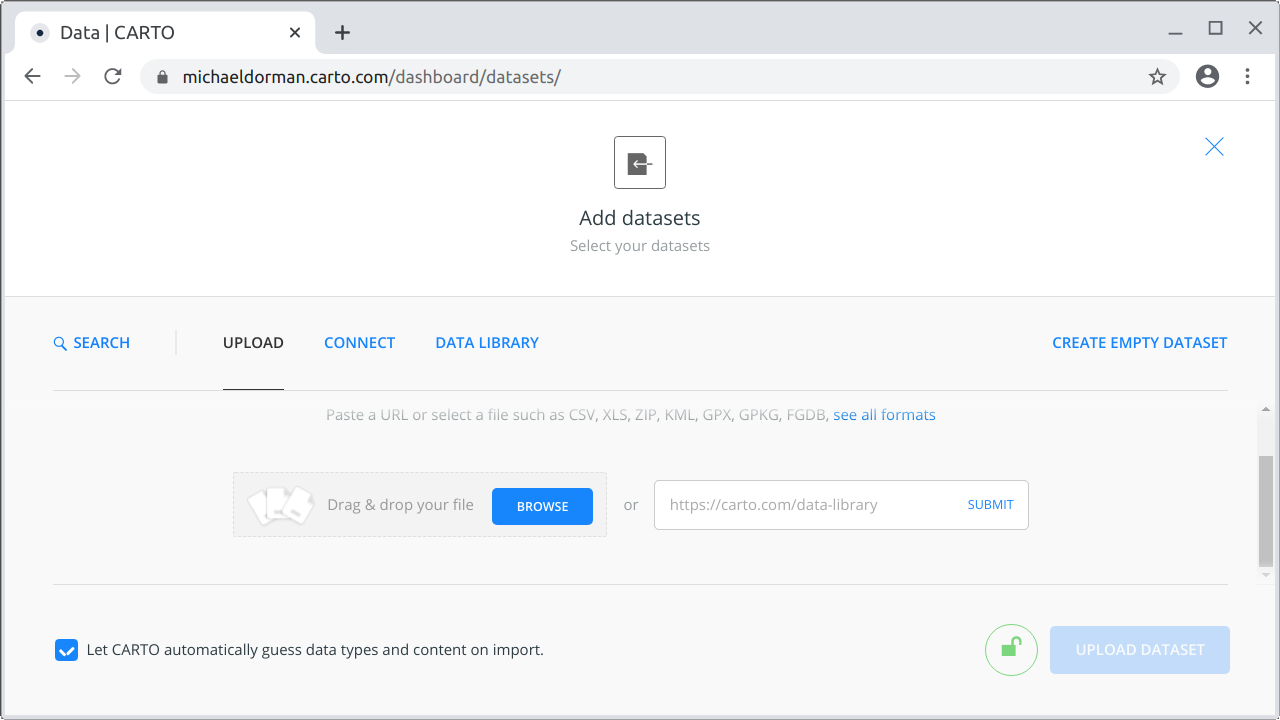 Data | CARTO
michaeldorman.carto.com/dashboard/datasets/
Add datasets
Select your datasets
SEARCH UPLOAD CONNECT DATA LIBRARY CREATE EMPTY DATASET
Paste a URL or select a file such as CSV, XLS, ZIP, KML, GPX, GPKG, FGDB, see all formats
Drag & drop your file BROWSE or https://carto.com/data-library SUBMIT
Let CARTO automatically guess data types and content on import. UPLOAD DATASET